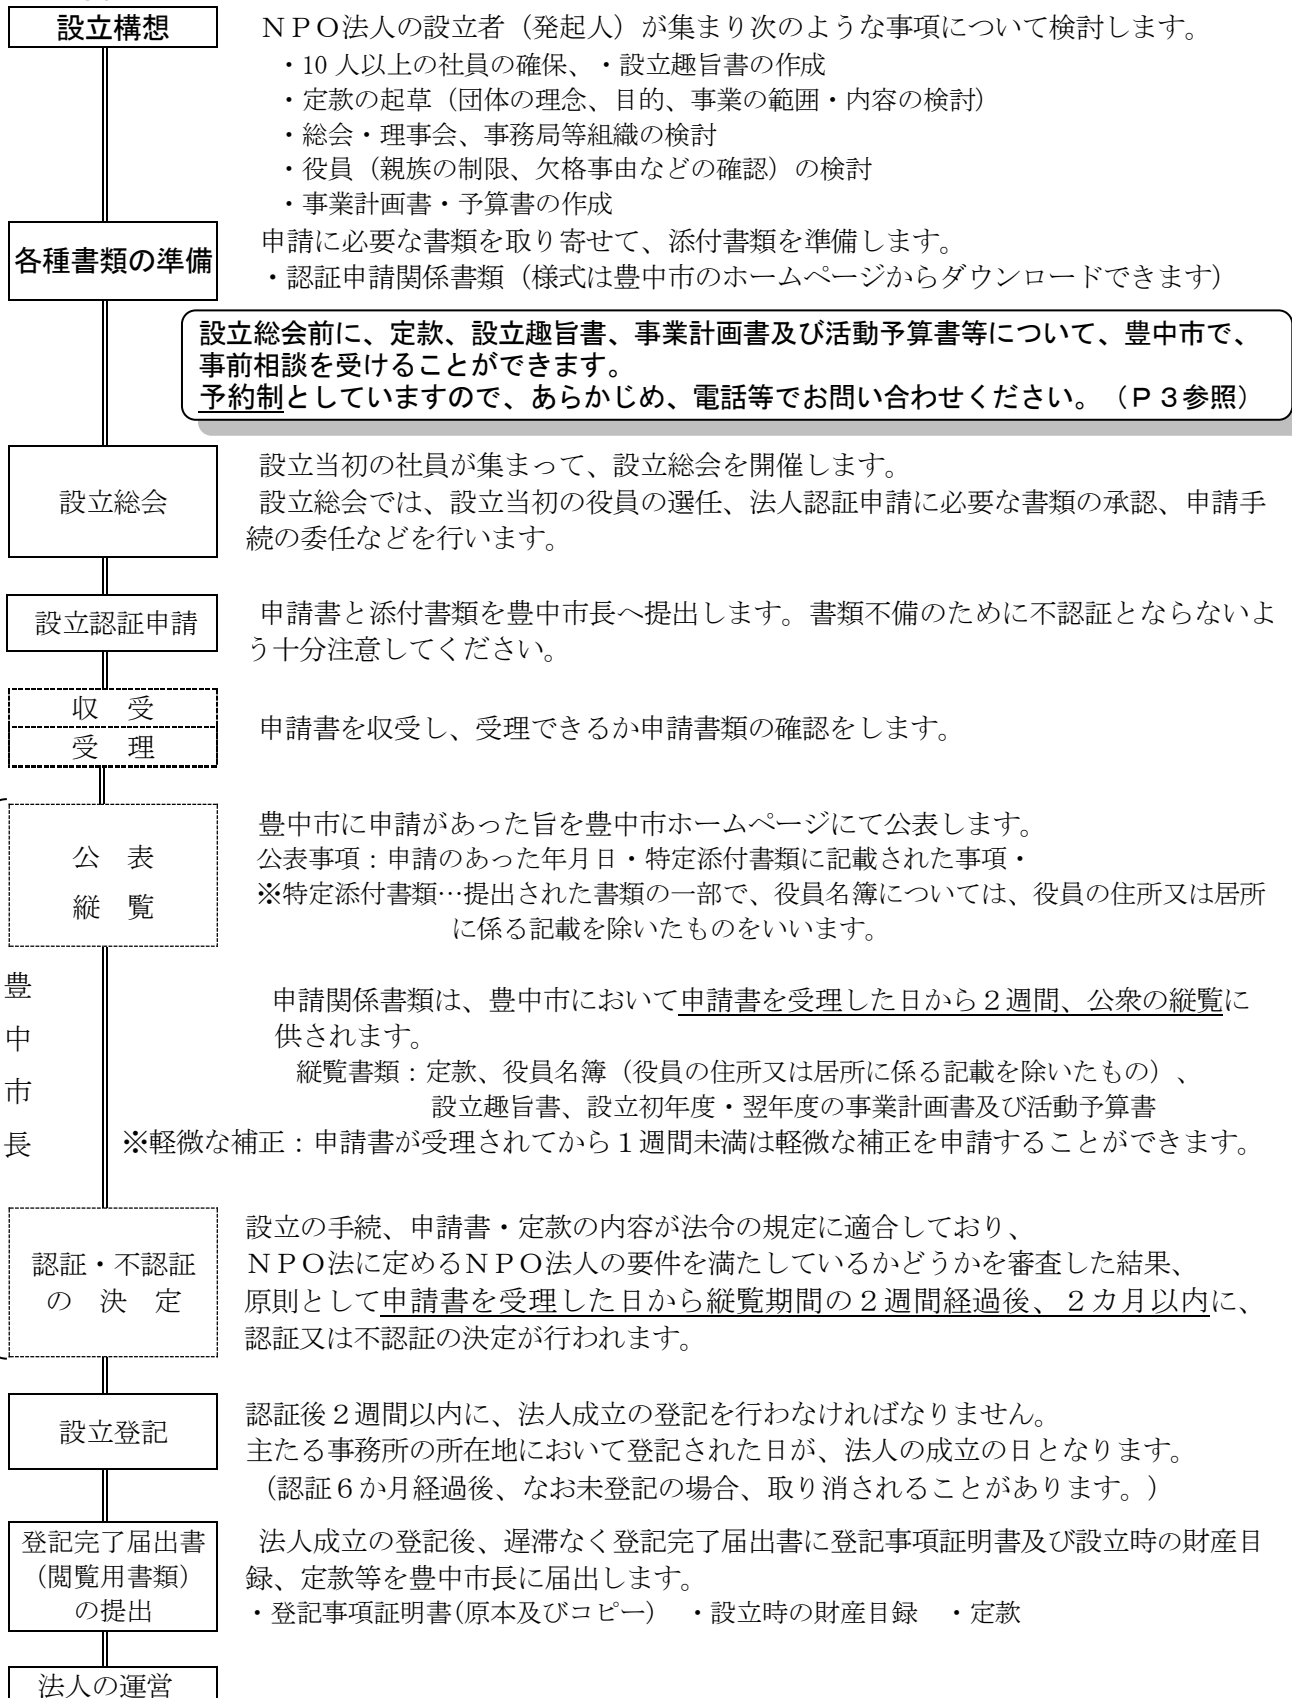 設立構想
ＮＰＯ法人の設立者（発起人）が集まり次のような事項について検討します。
・10人以上の社員の確保、・設立趣旨書の作成
・定款の起草（団体の理念、目的、事業の範囲・内容の検討）
・総会・理事会、事務局等組織の検討
・役員（親族の制限、欠格事由などの確認）の検討
・事業計画書・予算書の作成
各種書類の準備
申請に必要な書類を取り寄せて、添付書類を準備します。
・認証申請関係書類（様式は豊中市のホームページからダウンロードできます）
設立総会前に、定款、設立趣旨書、事業計画書及び活動予算書等について、豊中市で、
事前相談を受けることができます。
予約制としていますので、あらかじめ、電話等でお問い合わせください。（Ｐ３参照）
設立総会
設立当初の社員が集まって、設立総会を開催します。
設立総会では、設立当初の役員の選任、法人認証申請に必要な書類の承認、申請手
続の委任などを行います。
設立認証申請
申請書と添付書類を豊中市長へ提出します。書類不備のために不認証とならないよ
う十分注意してください。
収　受
受　理
申請書を収受し、受理できるか申請書類の確認をします。
公　表
縦　覧
豊中市に申請があった旨を豊中市ホームページにて公表します。
公表事項：申請のあった年月日・特定添付書類に記載された事項・
※特定添付書類…提出された書類の一部で、役員名簿については、役員の住所又は居所
に係る記載を除いたものをいいます。
豊
中
市
長
申請関係書類は、豊中市において申請書を受理した日から２週間、公衆の縦覧に
供されます。
縦覧書類：定款、役員名簿（役員の住所又は居所に係る記載を除いたもの）、
設立趣旨書、設立初年度・翌年度の事業計画書及び活動予算書
※軽微な補正：申請書が受理されてから１週間未満は軽微な補正を申請することができます。
認証・不認証
の　決　定
設立の手続、申請書・定款の内容が法令の規定に適合しており、
ＮＰＯ法に定めるＮＰＯ法人の要件を満たしているかどうかを審査した結果、
原則として申請書を受理した日から縦覧期間の２週間経過後、２カ月以内に、
認証又は不認証の決定が行われます。
設立登記
認証後２週間以内に、法人成立の登記を行わなければなりません。
主たる事務所の所在地において登記された日が、法人の成立の日となります。
（認証６か月経過後、なお未登記の場合、取り消されることがあります。）
登記完了届出書
（閲覧用書類）
の提出
法人成立の登記後、遅滞なく登記完了届出書に登記事項証明書及び設立時の財産目
録、定款等を豊中市長に届出します。
・登記事項証明書(原本及びコピー)　・設立時の財産目録　・定款
法人の運営